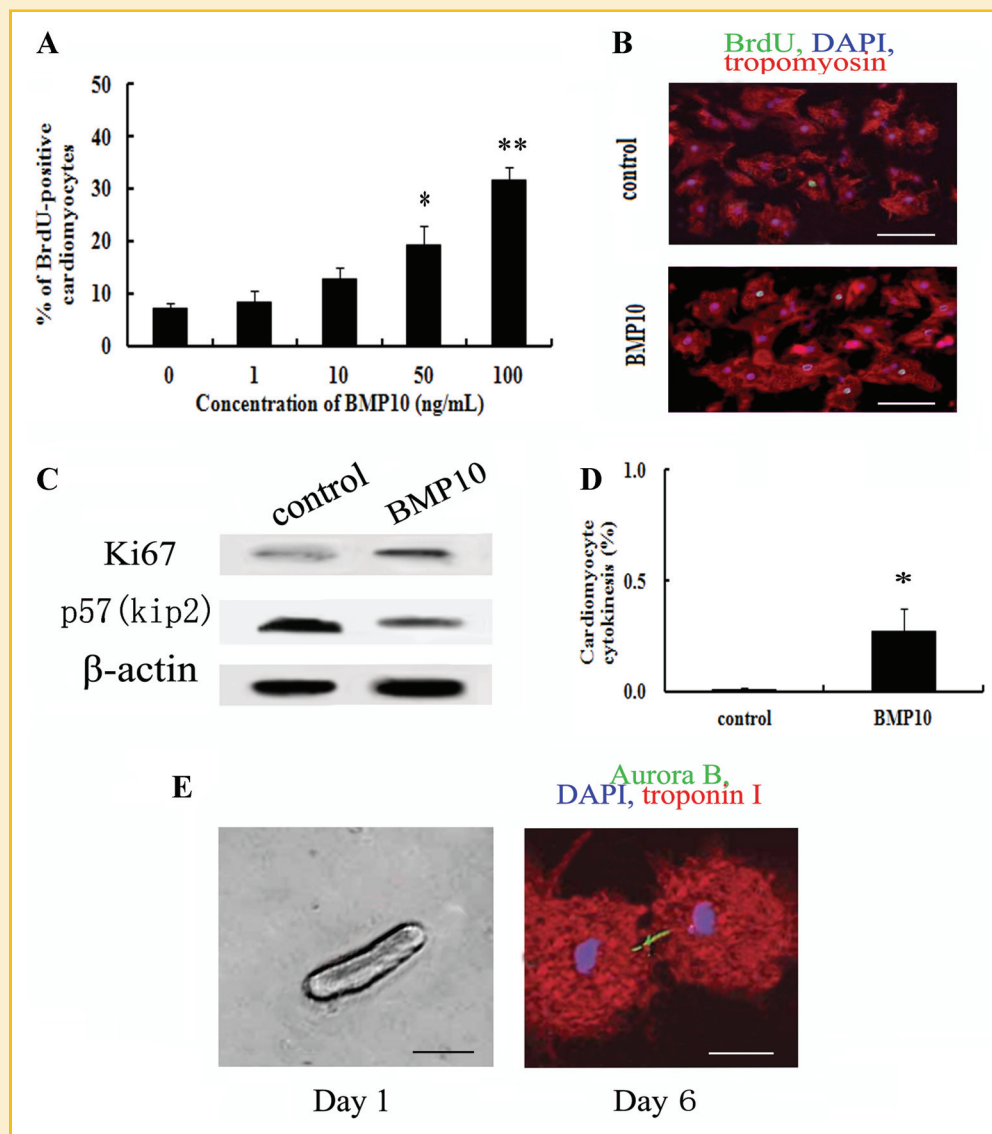 A
50
40
30
20
10
0
% of BrdU-positive
cardiomyocytes
*
**
0 1 10 50 100
Concentration of BMP10 (ng/mL)
B
BrdU, DAPI,
tropomyosin
control
BMP10
C
control BMP10
Ki67
p57(kip2)
β-actin
D
1.0
0.5
0.0
Cardiomyocyte
cytokinesis (%)
*
control BMP10
E
Aurora B,
DAPI, troponin I
Day 1 Day 6